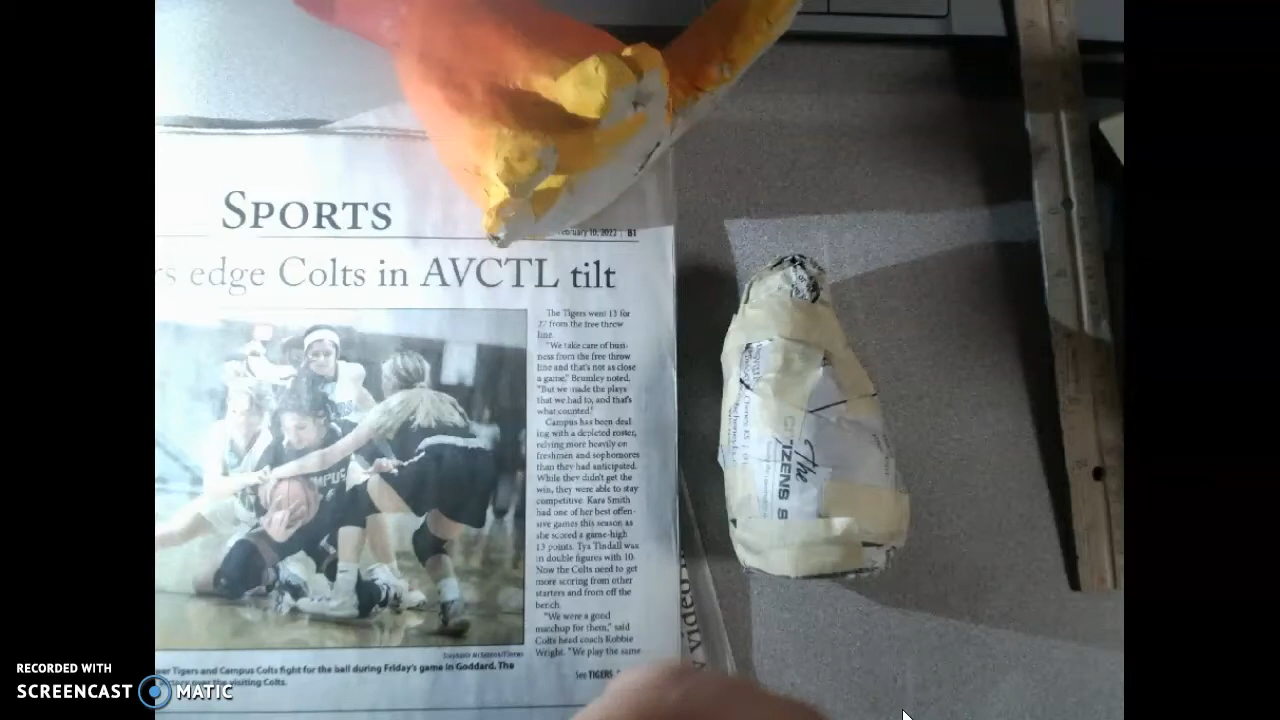 SPORTS
February 10, 2022 | B1
s edge Colts in AVCTL tilt
The Tigers went 13 for
27 from the free throw
line.
"We take care of busi-
ness from the free throw
line and that's not as close
a game," Brumley noted.
"But we made the plays
that we had to, and that's
what counted."
Campus has been deal-
ing with a depleted roster,
relying more heavily on
freshmen and sophomores
than they had anticipated.
While they didn't get the
win, they were able to stay
competitive. Kara Smith
had one of her best offen-
sive games this season as
she scored a game-high
13 points. Tya Tindall was
in double figures with 10.
Now the Colts need to get
more scoring from other
starters and from off the
bench.
"We were a good
matchup for them," said
Colts head coach Robbie
Wright. "We play the same
See TIGERS
Tigers and Campus Colts fight for the ball during Friday's game in Goddard. The
over the visiting Colts.
CAMPUS
The
CITIZENS
RECORDED WITH
SCREENCAST MATIC